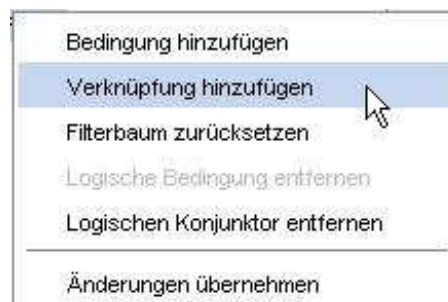 Bedingung hinzufügen
Verknüpfung hinzufügen
Filterbaum zurücksetzen
Logische Bedingung entfernen
Logischen Konjunktor entfernen
Änderungen übernehmen